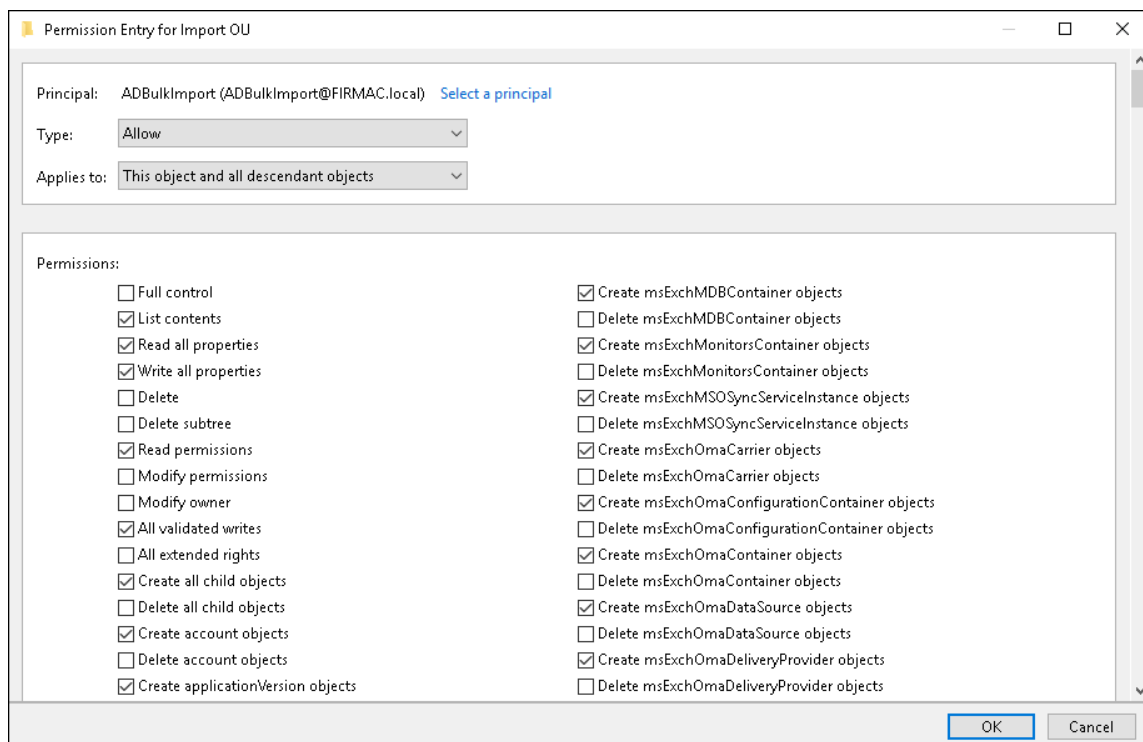 Permission Entry for Import OU
Principal: ADBulkImport (ADBulkImport@FIRMAC.local) Select a principal
Type: Allow
Applies to: This object and all descendant objects
Permissions:
Full control
List contents
Read all properties
Write all properties
Delete
Delete subtree
Read permissions
Modify permissions
Modify owner
All validated writes
All extended rights
Create all child objects
Delete all child objects
Create account objects
Delete account objects
Create applicationVersion objects
Create msExchMDBContainer objects
Delete msExchMDBContainer objects
Create msExchMonitorsContainer objects
Delete msExchMonitorsContainer objects
Create msExchMSOSyncServiceInstance objects
Delete msExchMSOSyncServiceInstance objects
Create msExchOmaCarrier objects
Delete msExchOmaCarrier objects
Create msExchOmaConfigurationContainer objects
Delete msExchOmaConfigurationContainer objects
Create msExchOmaContainer objects
Delete msExchOmaContainer objects
Create msExchOmaDataSource objects
Delete msExchOmaDataSource objects
Create msExchOmaDeliveryProvider objects
Delete msExchOmaDeliveryProvider objects
OK Cancel